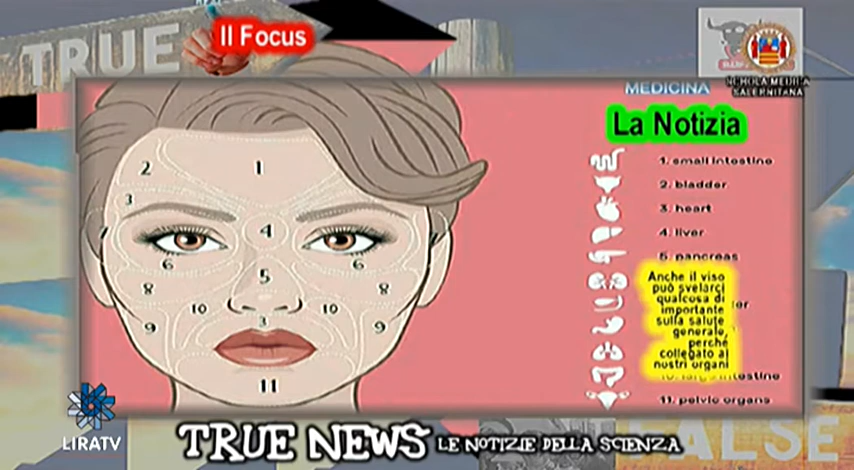 TRUE
Il Focus
SCHOLA MEDICA
SALERNITANA
MEDICINA
La Notizia
1. small intestine
2. bladder
3. heart
4. liver
5. pancreas
Anche il viso
può svelarci
qualcosa di
importante
sulla salute
generale,
perché
collegato ai
nostri organi
10. large intestine
11. pelvic organs
2
1
3
7
4
6
6
5
8
8
10
10
9
3
9
11
LIRATV
TRUE NEWS LE NOTIZIE DELLA SCIENZA
FALSE